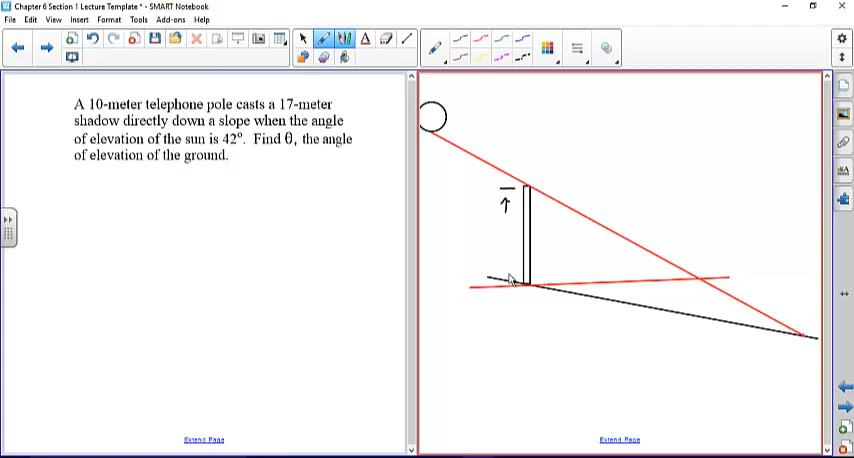 Chapter 6 Section 1 Lecture Template * - SMART Notebook
File Edit View Insert Format Tools Add-ons Help
A 10-meter telephone pole casts a 17-meter
shadow directly down a slope when the angle
of elevation of the sun is 42°. Find θ, the angle
of elevation of the ground.
Extend Page
Extend Page